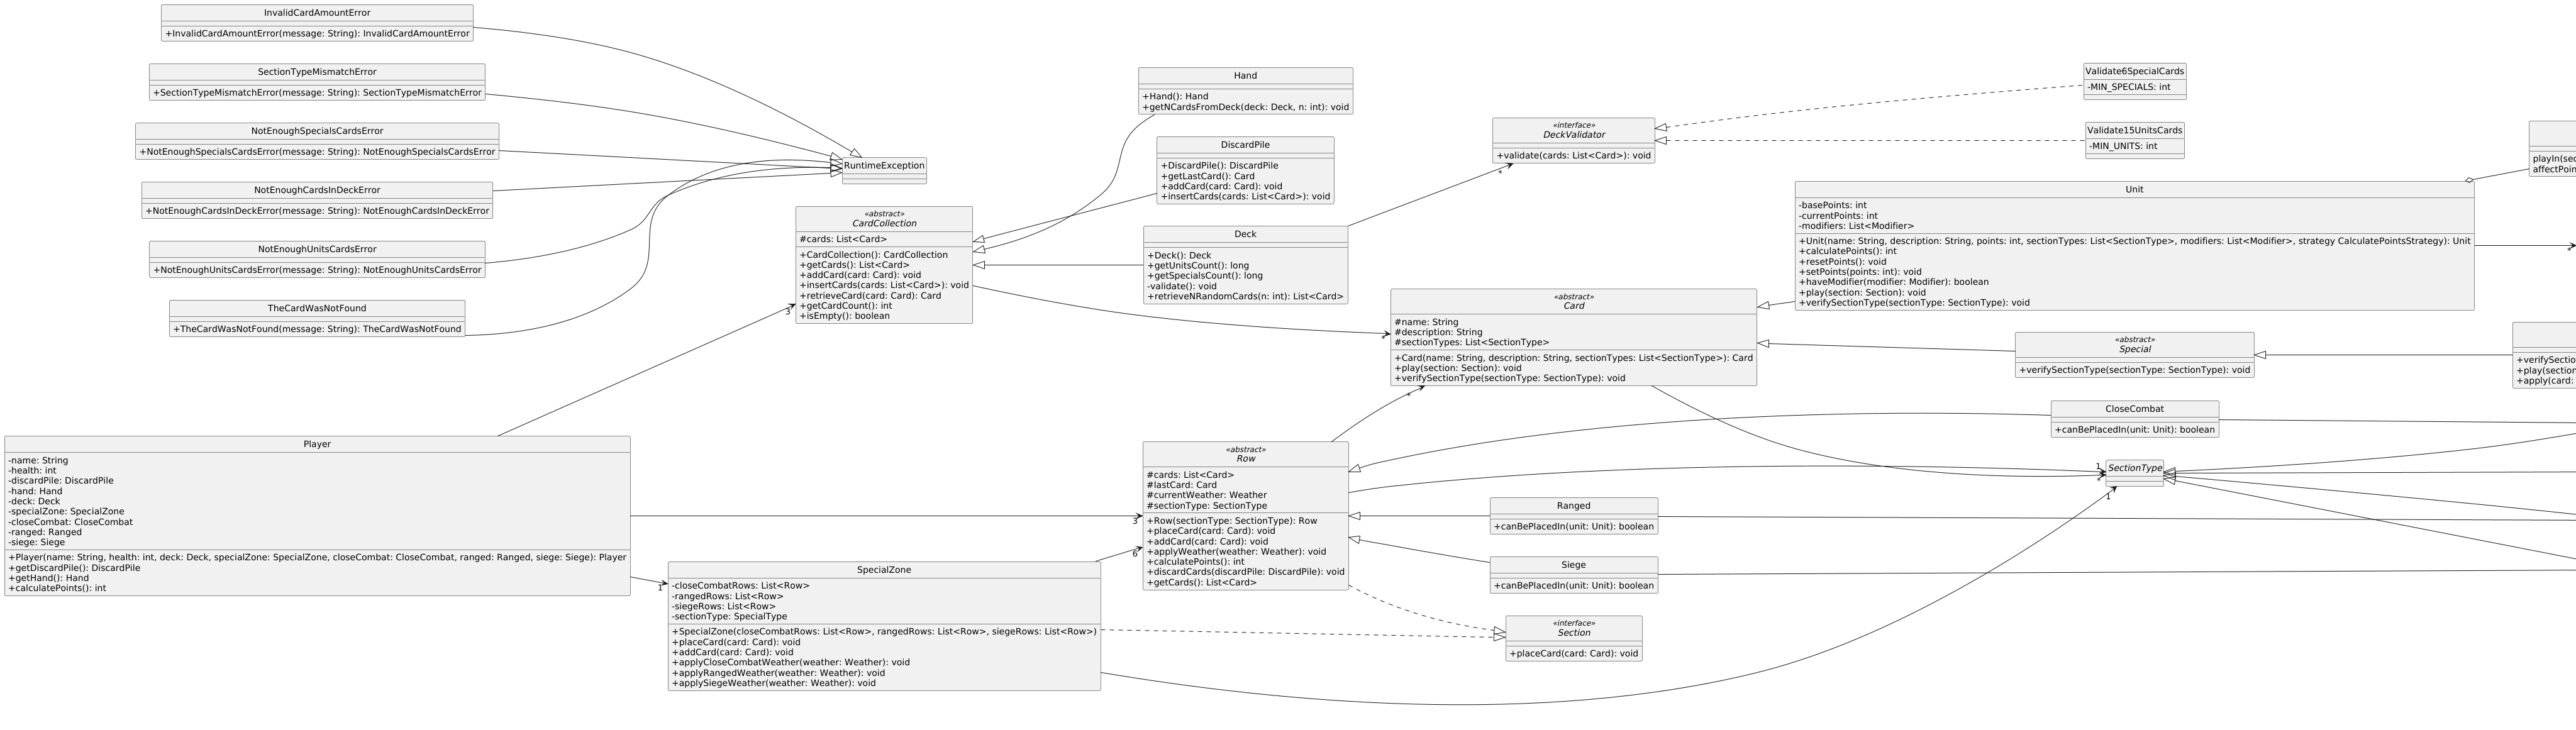 InvalidCardAmountError
+InvalidCardAmountError(message: String): InvalidCardAmountError
SectionTypeMismatchError
+SectionTypeMismatchError(message: String): SectionTypeMismatchError
NotEnoughSpecialsCardsError
+NotEnoughSpecialsCardsError(message: String): NotEnoughSpecialsCardsError
NotEnoughCardsInDeckError
+NotEnoughCardsInDeckError(message: String): NotEnoughCardsInDeckError
NotEnoughUnitsCardsError
+NotEnoughUnitsCardsError(message: String): NotEnoughUnitsCardsError
TheCardWasNotFound
+TheCardWasNotFound(message: String): TheCardWasNotFound
Player
-name: String
-health: int
-discardPile: DiscardPile
-hand: Hand
-deck: Deck
-specialZone: SpecialZone
-closeCombat: CloseCombat
-ranged: Ranged
-siege: Siege
+Player(name: String, health: int, deck: Deck, specialZone: SpecialZone, closeCombat: CloseCombat, ranged: Ranged, siege: Siege): Player
+getDiscardPile(): DiscardPile
+getHand(): Hand
+calculatePoints(): int
RuntimeException
«abstract»
CardCollection
#cards: List<Card>
+CardCollection(): CardCollection
+getCards(): List<Card>
+addCard(card: Card): void
+insertCards(cards: List<Card>): void
+retrieveCard(card: Card): Card
+getCardCount(): int
+isEmpty(): boolean
3
1
3
SpecialZone
-closeCombatRows: List<Row>
-rangedRows: List<Row>
-siegeRows: List<Row>
-sectionType: SpecialType
+SpecialZone(closeCombatRows: List<Row>, rangedRows: List<Row>, siegeRows: List<Row>)
+placeCard(card: Card): void
+addCard(card: Card): void
+applyCloseCombatWeather(weather: Weather): void
+applyRangedWeather(weather: Weather): void
+applySiegeWeather(weather: Weather): void
6
Hand
+Hand(): Hand
+getNCardsFromDeck(deck: Deck, n: int): void
DiscardPile
+DiscardPile(): DiscardPile
+getLastCard(): Card
+addCard(card: Card): void
+insertCards(cards: List<Card>): void
Deck
+Deck(): Deck
+getUnitsCount(): long
+getSpecialsCount(): long
-validate(): void
+retrieveNRandomCards(n: int): List<Card>
«abstract»
Row
#cards: List<Card>
#lastCard: Card
#currentWeather: Weather
#sectionType: SectionType
+Row(sectionType: SectionType): Row
+placeCard(card: Card): void
+addCard(card: Card): void
+applyWeather(weather: Weather): void
+calculatePoints(): int
+discardCards(discardPile: DiscardPile): void
+getCards(): List<Card>
«interface»
DeckValidator
+validate(cards: List<Card>): void
*
«abstract»
Card
#name: String
#description: String
#sectionTypes: List<SectionType>
+Card(name: String, description: String, sectionTypes: List<SectionType>): Card
+play(section: Section): void
+verifySectionType(sectionType: SectionType): void
*
*
Ranged
+canBePlacedIn(unit: Unit): boolean
Siege
+canBePlacedIn(unit: Unit): boolean
«interface»
Section
+placeCard(card: Card): void
Validate6SpecialCards
-MIN_SPECIALS: int
Validate15UnitsCards
-MIN_UNITS: int
Unit
-basePoints: int
-currentPoints: int
-modifiers: List<Modifier>
+Unit(name: String, description: String, points: int, sectionTypes: List<SectionType>, modifiers: List<Modifier>, strategy CalculatePointsStrategy): Unit
+calculatePoints(): int
+resetPoints(): void
+setPoints(points: int): void
+haveModifier(modifier: Modifier): boolean
+play(section: Section): void
+verifySectionType(sectionType: SectionType): void
«abstract»
Special
+verifySectionType(sectionType: SectionType): void
CloseCombat
+canBePlacedIn(unit: Unit): boolean
SectionType
1
*
1
playIn(sec
affectPoin
*
+verifySectio
+play(section
+apply(card: